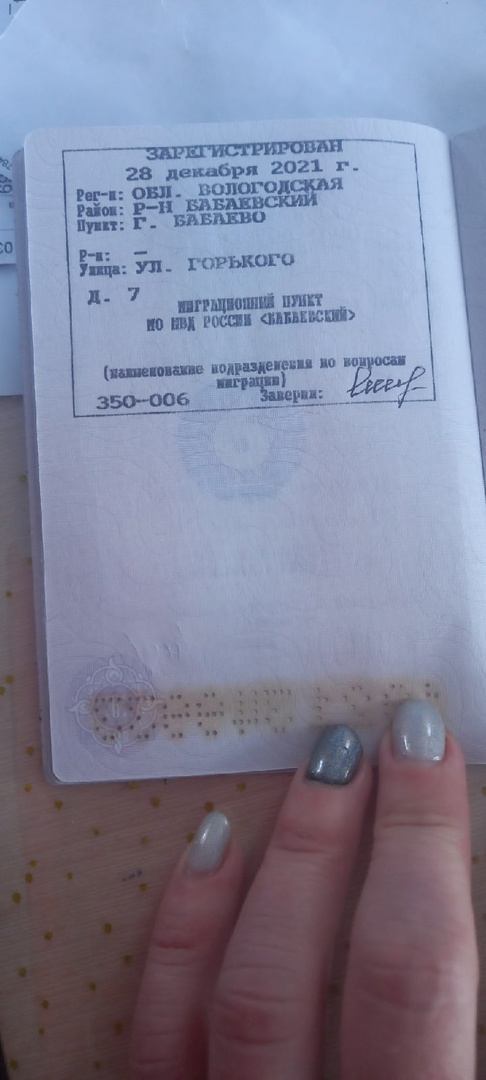 ЗАРЕГИСТРИРОВАН
28 декабря 2021 г.
Рег-н: ОБЛ. ВОЛОГОДСКАЯ
Район: Р-Н БАБАЕВСКИЙ
Пункт: Г. БАБАЕВО
Р-н: —
Улица: УЛ. ГОРЬКОГО
Д. 7
МИГРАЦИОННЫЙ ПУНКТ
МО МВД РОССИИ <БАБАЕВСКИЙ>
(наименование подразделения по вопросам
миграции)
350-006 Заверил: